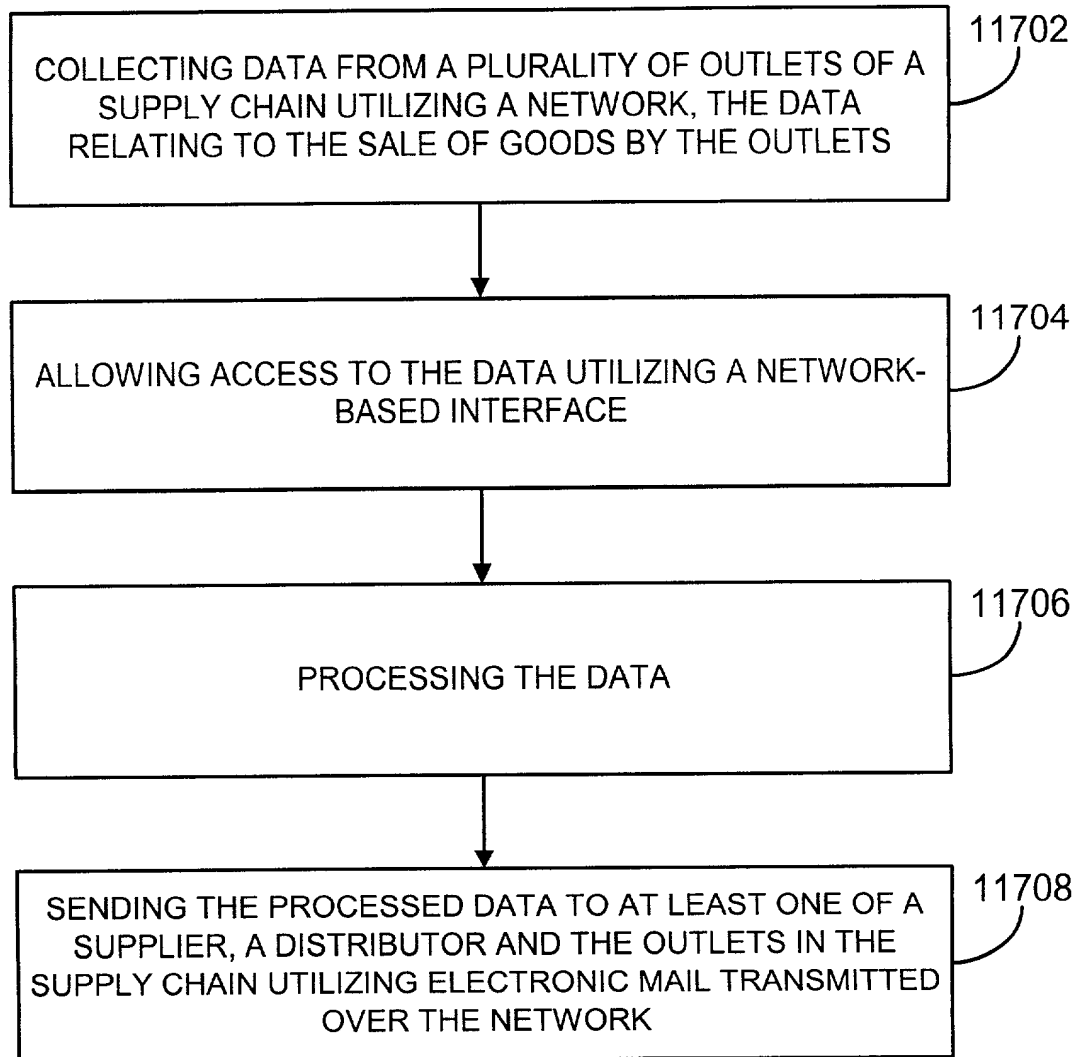 11702
COLLECTING DATA FROM A PLURALITY OF OUTLETS OF A
SUPPLY CHAIN UTILIZING A NETWORK, THE DATA
RELATING TO THE SALE OF GOODS BY THE OUTLETS
11704
ALLOWING ACCESS TO THE DATA UTILIZING A NETWORK-
BASED INTERFACE
11706
PROCESSING THE DATA
11708
SENDING THE PROCESSED DATA TO AT LEAST ONE OF A
SUPPLIER, A DISTRIBUTOR AND THE OUTLETS IN THE
SUPPLY CHAIN UTILIZING ELECTRONIC MAIL TRANSMITTED
OVER THE NETWORK